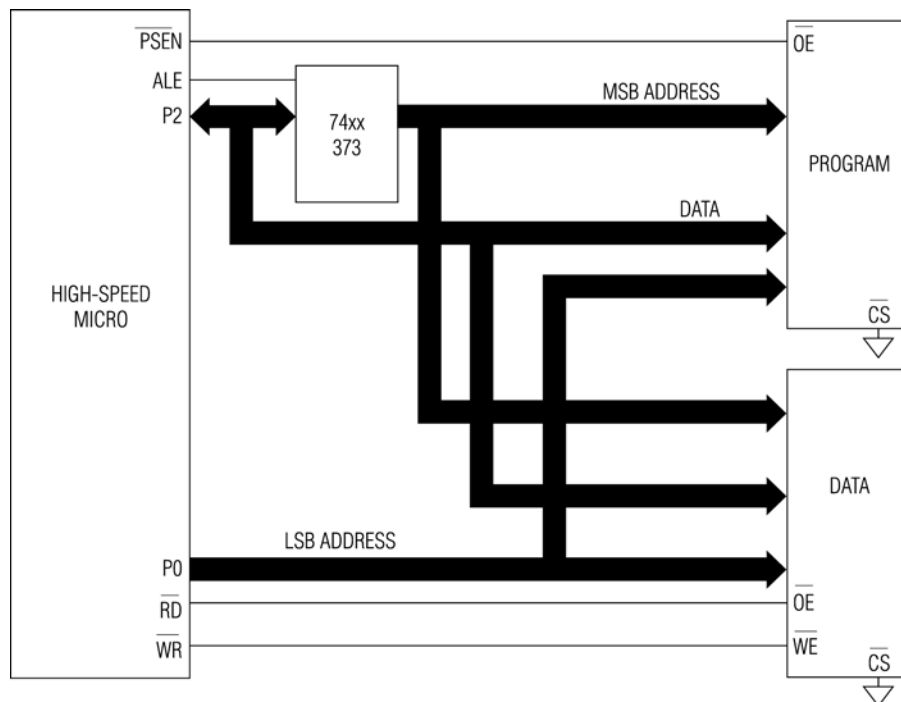 PSEN
ALE
P2
HIGH-SPEED
MICRO
P0
RD
WR
74xx
373
MSB ADDRESS
DATA
LSB ADDRESS
OE
PROGRAM
CS
DATA
OE
WE
CS